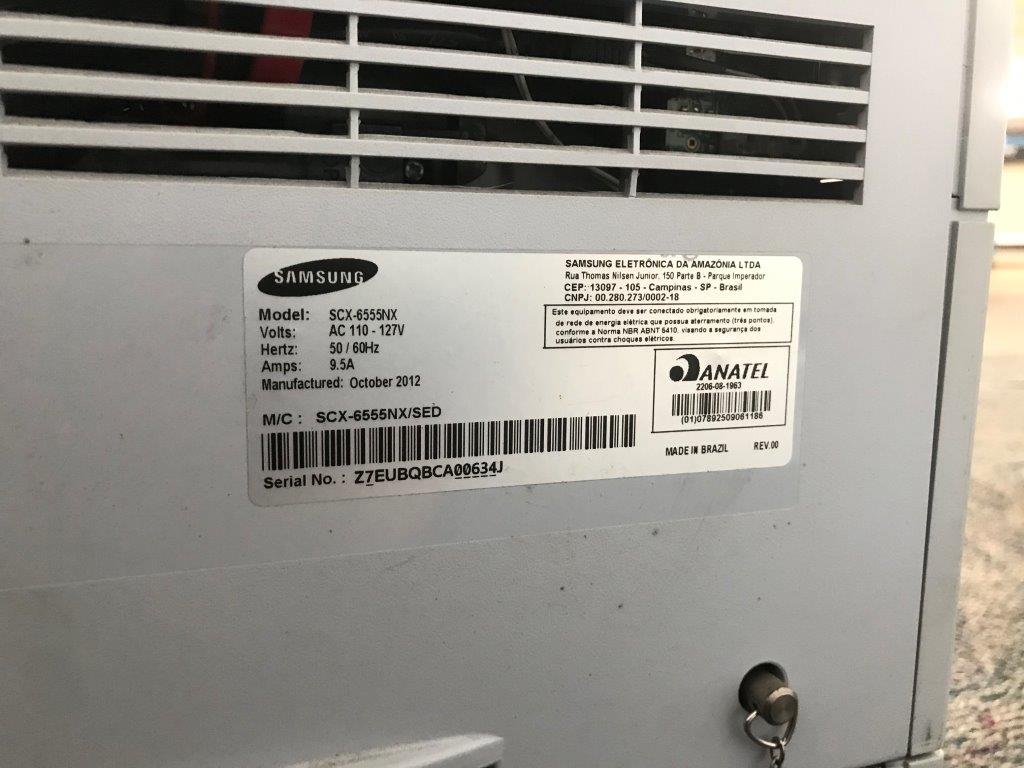 SAMSUNG
Model: SCX-6555NX
Volts: AC 110 - 127V
Hertz: 50 / 60Hz
Amps: 9.5A
Manufactured: October 2012
M/C : SCX-6555NX/SED
Serial No. : Z7EUBQBCA00634J
SAMSUNG ELETRÔNICA DA AMAZÔNIA LTDA
Rua Thomas Nilsen Junior, 150 Parte B - Parque Imperador
CEP: 13097 - 105 - Campinas - SP - Brasil
CNPJ: 00.280.273/0002-18
Este equipamento deve ser conectado obrigatoriamente em tomada
de rede de energia elétrica que possua aterramento (três pontos),
conforme a Norma NBR ABNT 5410, visando a segurança dos
usuários contra choques elétricos.
ANATEL
2206-08-1963
(01)07892509061186
MADE IN BRAZIL REV.00